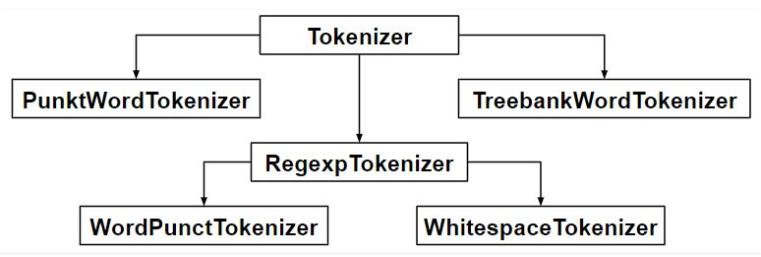 Tokenizer
PunktWordTokenizer
TreebankWordTokenizer
RegexpTokenizer
WordPunctTokenizer
WhitespaceTokenizer